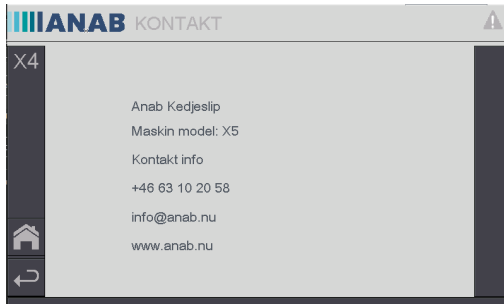 ANAB KONTAKT
X4
Anab Kedjeslip
Maskin model: X5
Kontakt info
+46 63 10 20 58
info@anab.nu
www.anab.nu